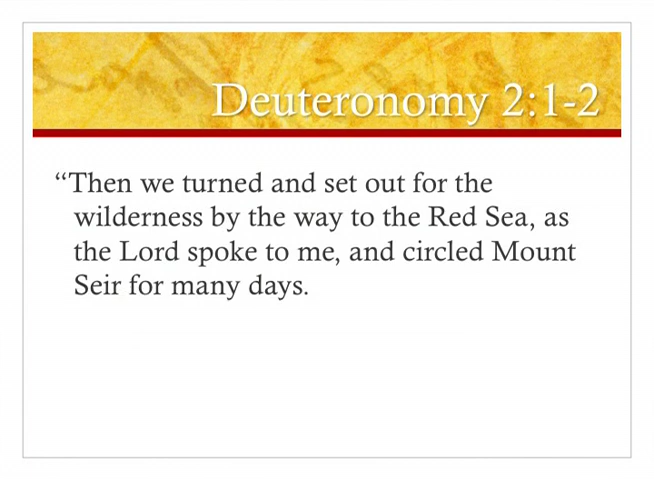 Deuteronomy 2:1-2
“Then we turned and set out for the
wilderness by the way to the Red Sea, as
the Lord spoke to me, and circled Mount
Seir for many days.